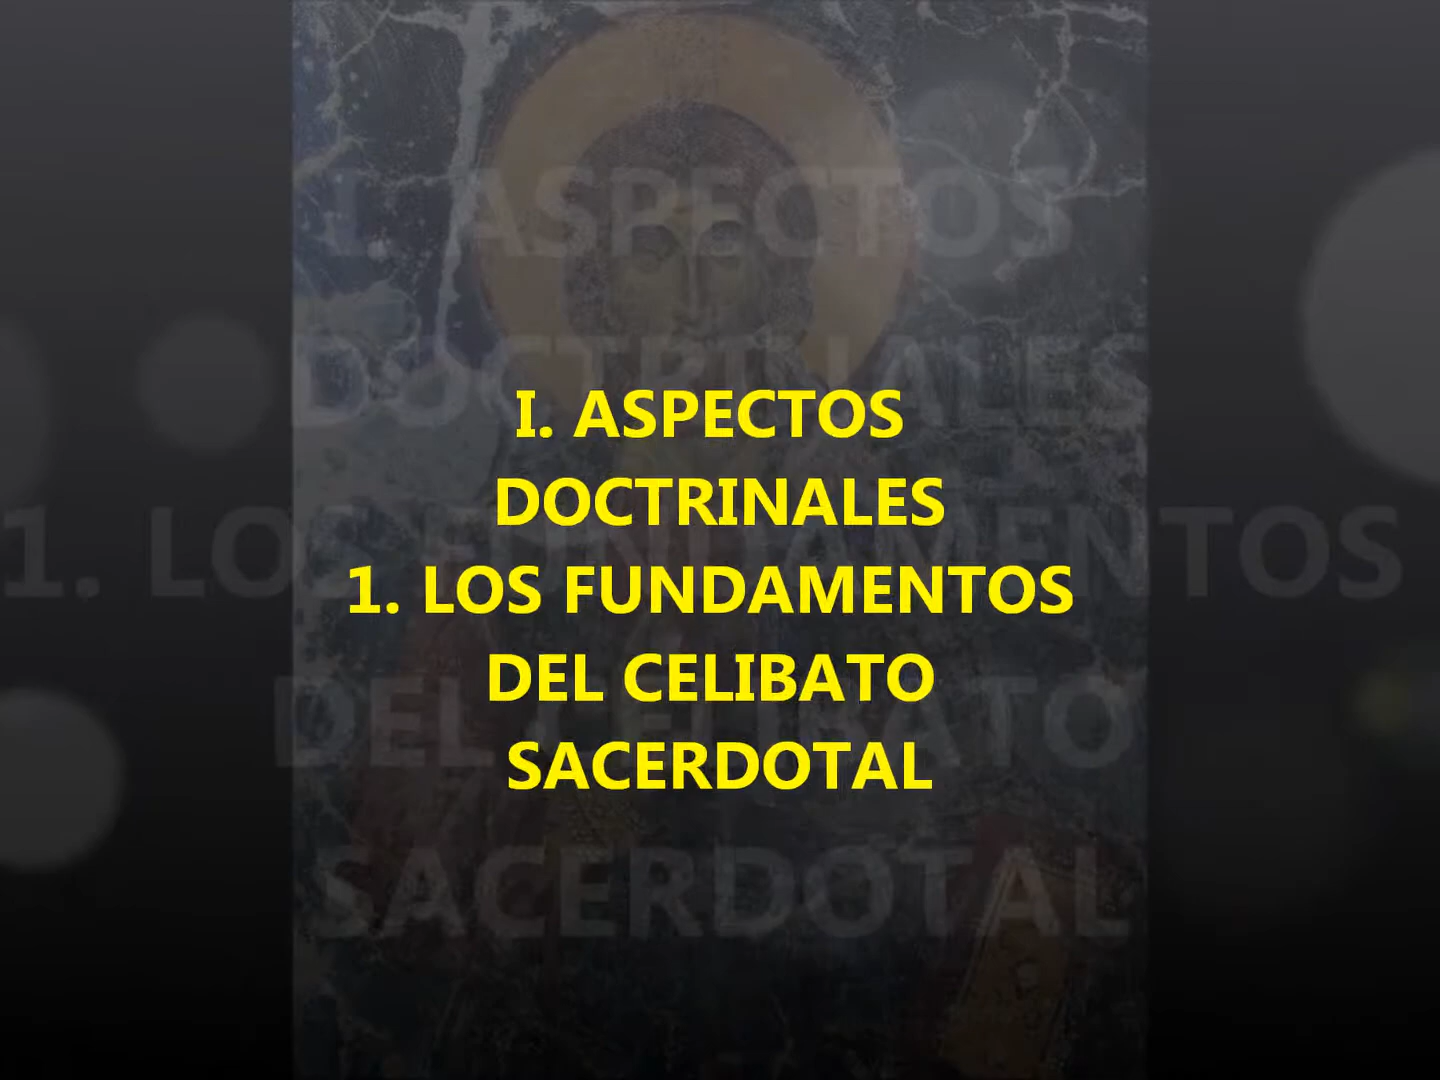 I. ASPECTOS
DOCTRINALES
1. LOS FUNDAMENTOS
DEL CELIBATO
SACERDOTAL